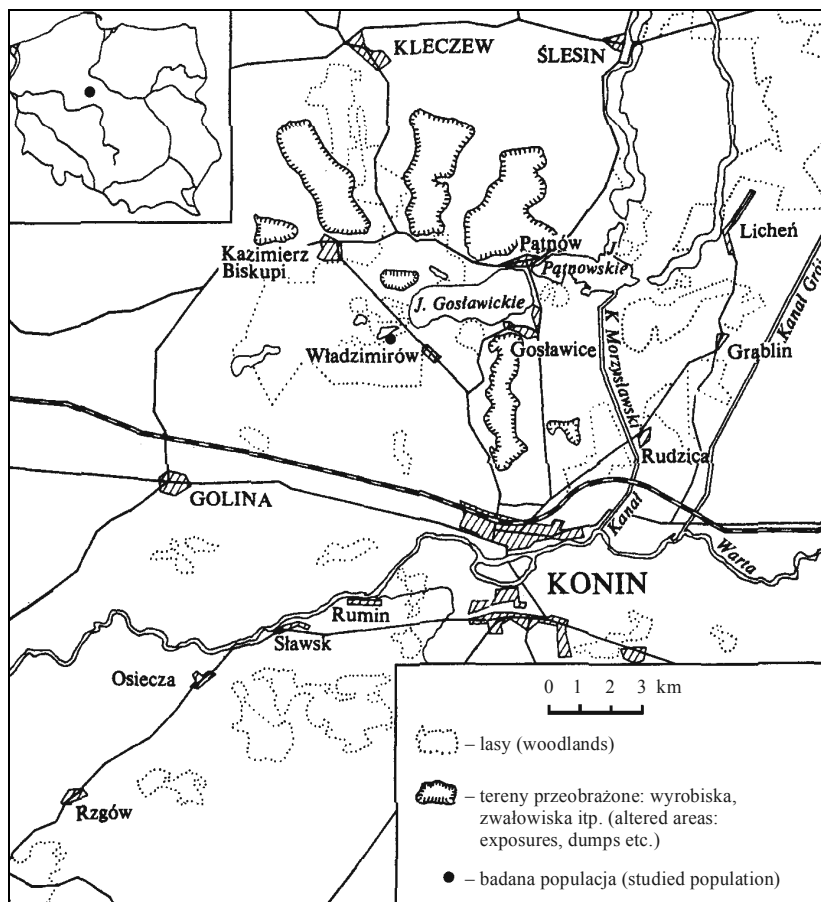 KLECZEW
ŚLESIN
Licheń
Pątnów
Pątnowskie
Kazimierz
Biskupi
J. Gosławickie
Kanał Grój
Władzimirów
Gosławice
K Morzysławski
Grąblin
Rudzica
GOLINA
Kanał
Warta
KONIN
Rumin
Sławsk
Osiecza
Rzgów
0 1 2 3 km
– lasy (woodlands)
– tereny przeobrażone: wyrobiska,
zwałowiska itp. (altered areas:
exposures, dumps etc.)
– badana populacja (studied population)